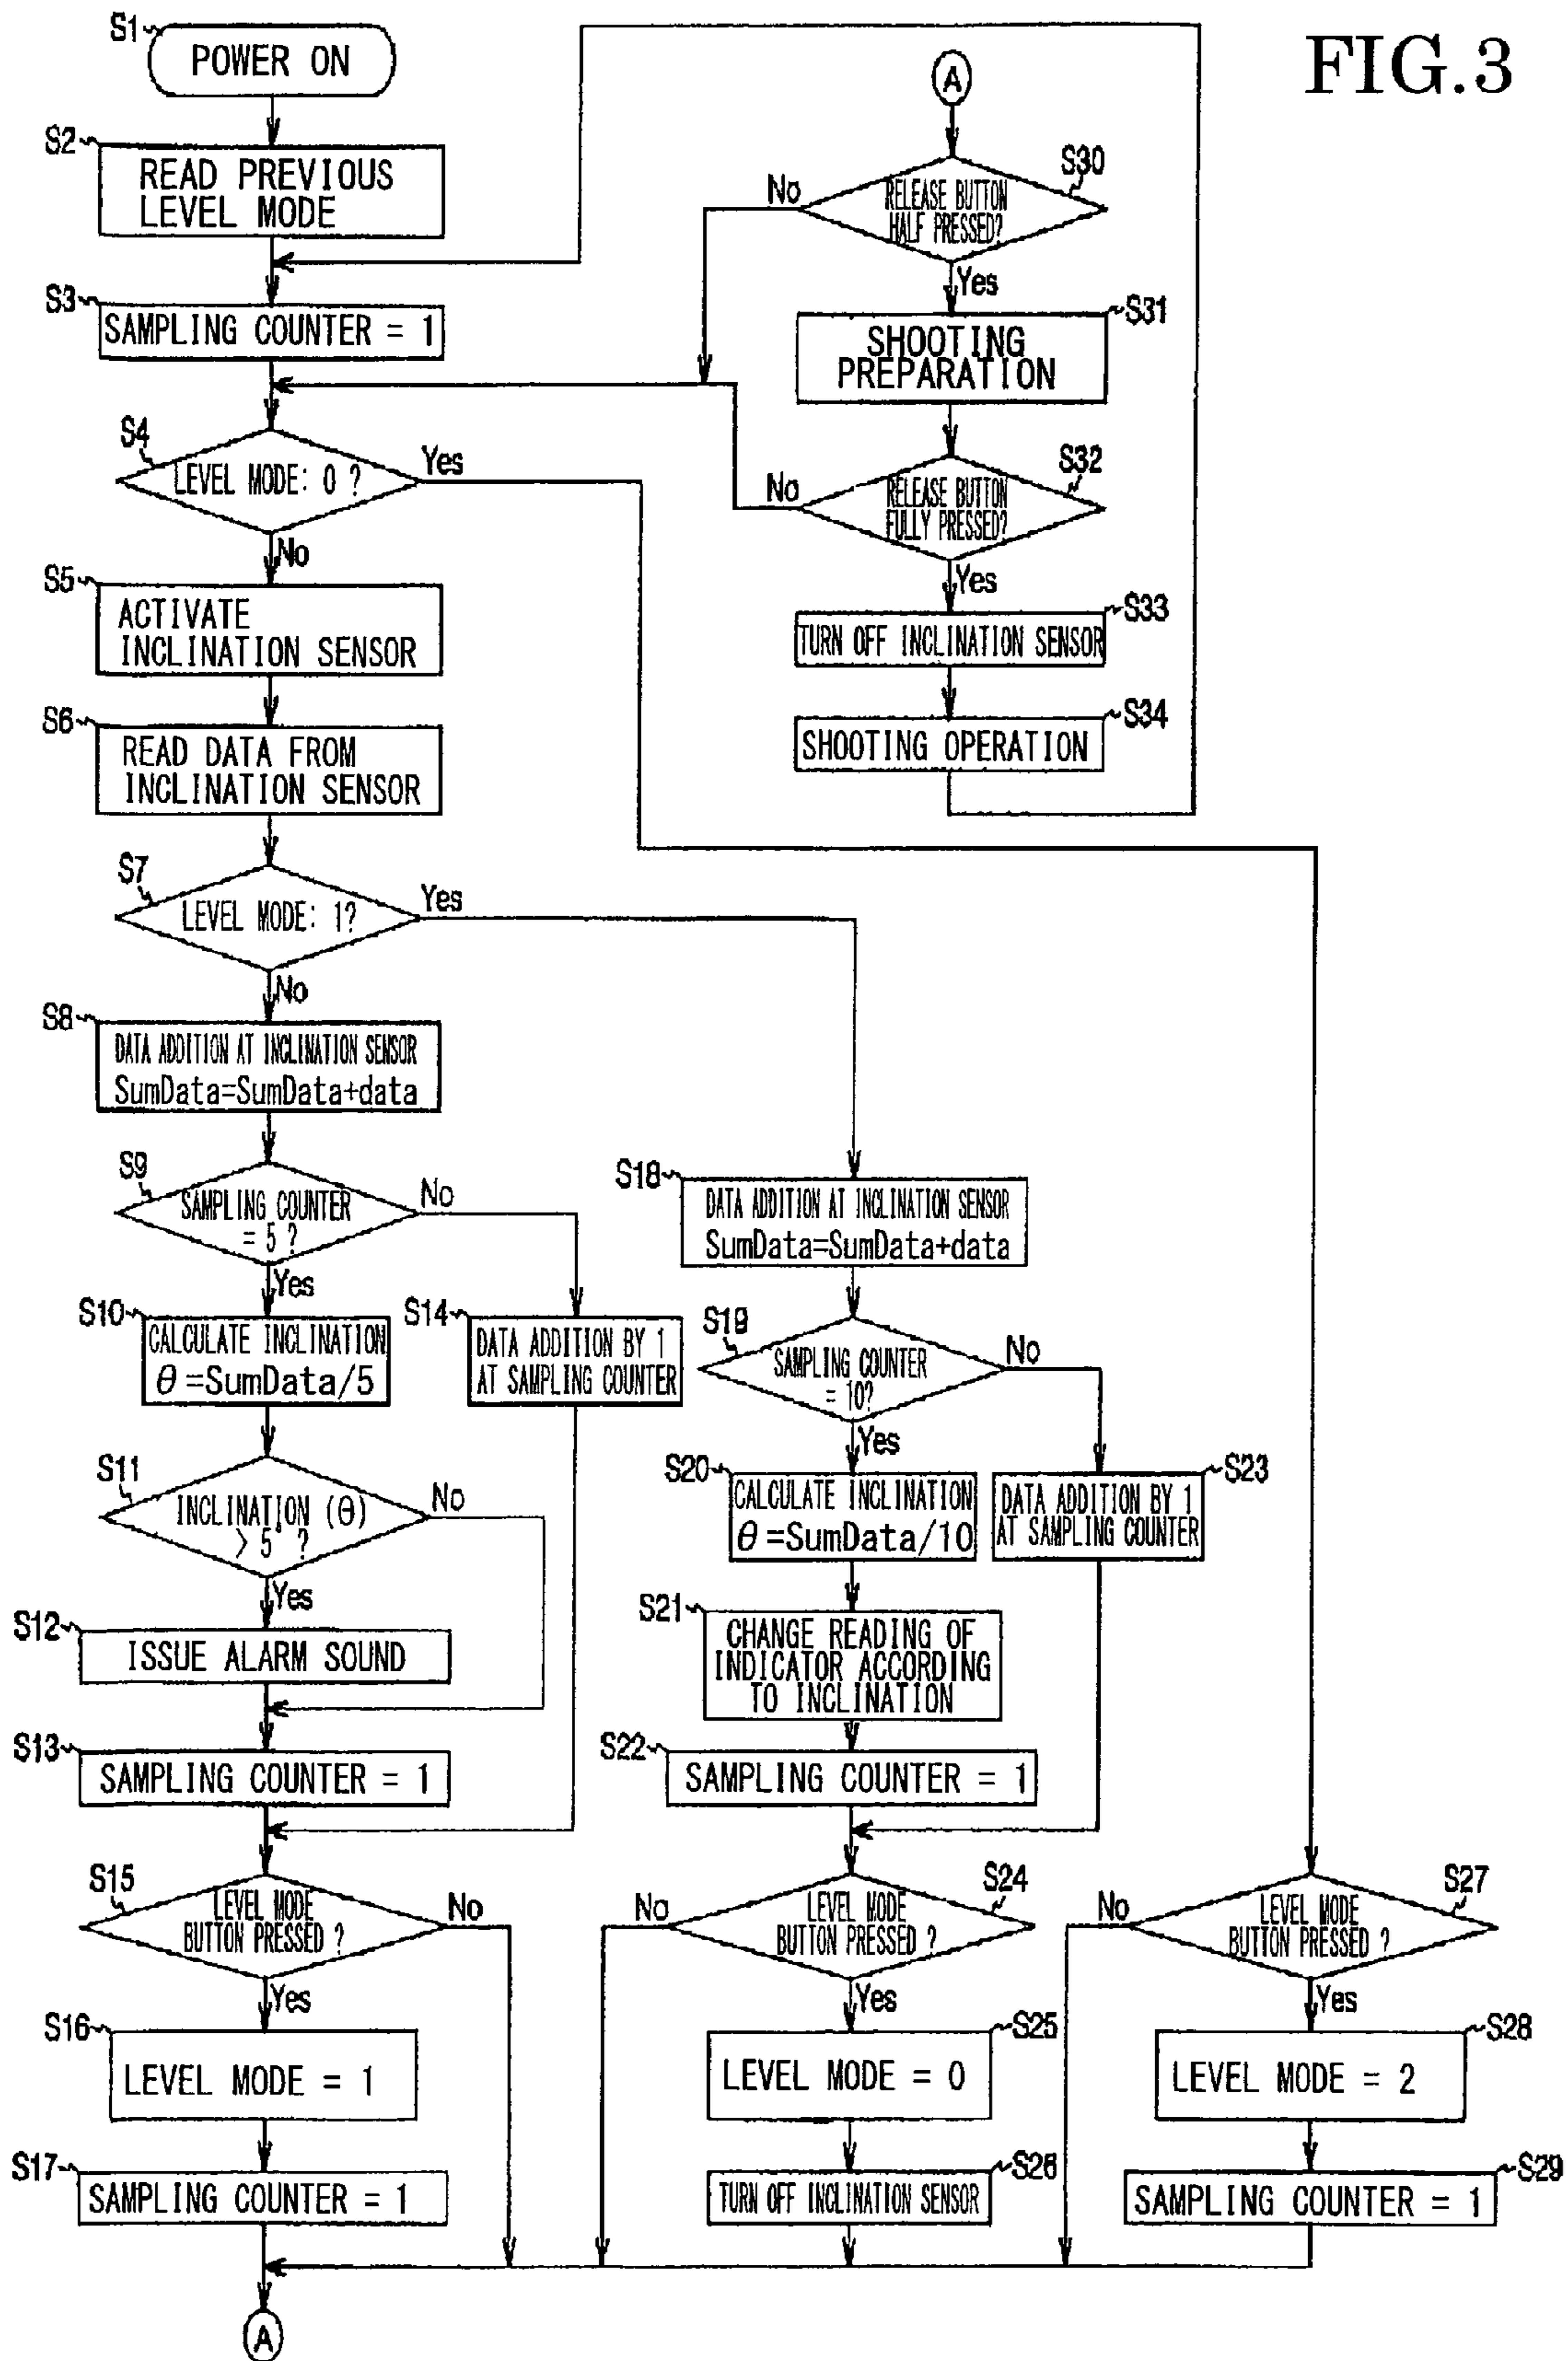 FIG.3
S1
POWER ON
S2
READ PREVIOUS
LEVEL MODE
S3
SAMPLING COUNTER = 1
S4
LEVEL MODE: 0 ?
Yes
No
S5
ACTIVATE
INCLINATION SENSOR
S6
READ DATA FROM
INCLINATION SENSOR
S7
LEVEL MODE: 1?
Yes
No
S8
DATA ADDITION AT INCLINATION SENSOR
SumData=SumData+data
S9
SAMPLING COUNTER
= 5 ?
No
Yes
S10
CALCULATE INCLINATION
θ=SumData/5
S14
DATA ADDITION BY 1
AT SAMPLING COUNTER
S11
INCLINATION (θ)
> 5° ?
No
Yes
S12
ISSUE ALARM SOUND
S13
SAMPLING COUNTER = 1
S15
LEVEL MODE
BUTTON PRESSED ?
No
Yes
S16
LEVEL MODE = 1
S17
SAMPLING COUNTER = 1
A
S18
DATA ADDITION AT INCLINATION SENSOR
SumData=SumData+data
S19
SAMPLING COUNTER
= 10?
No
Yes
S20
CALCULATE INCLINATION
θ=SumData/10
S23
DATA ADDITION BY 1
AT SAMPLING COUNTER
S21
CHANGE READING OF
INDICATOR ACCORDING
TO INCLINATION
S22
SAMPLING COUNTER = 1
S24
LEVEL MODE
BUTTON PRESSED ?
No
Yes
S25
LEVEL MODE = 0
S26
TURN OFF INCLINATION SENSOR
S27
LEVEL MODE
BUTTON PRESSED ?
No
Yes
S28
LEVEL MODE = 2
S29
SAMPLING COUNTER = 1
A
S30
RELEASE BUTTON
HALF PRESSED?
No
Yes
S31
SHOOTING
PREPARATION
S32
RELEASE BUTTON
FULLY PRESSED?
No
Yes
S33
TURN OFF INCLINATION SENSOR
S34
SHOOTING OPERATION